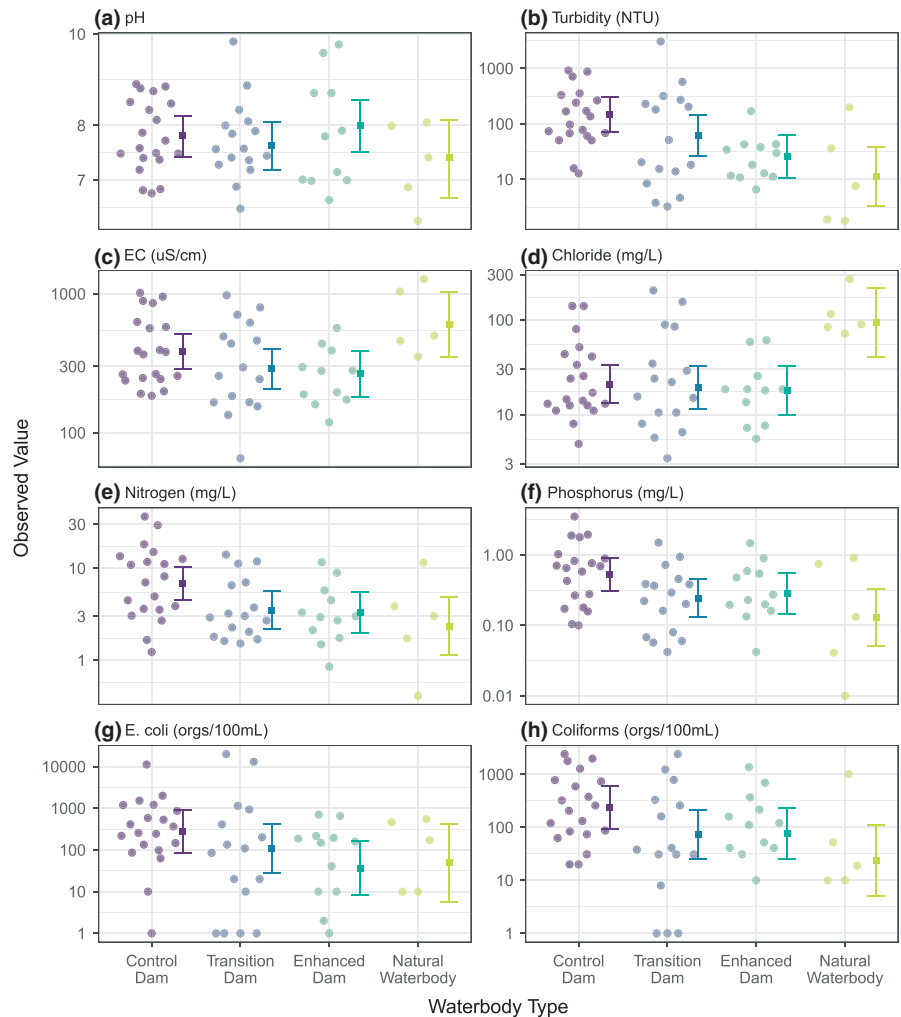 (a) pH
10
8
7
(b) Turbidity (NTU)
1000
100
10
(c) EC (uS/cm)
1000
300
100
(d) Chloride (mg/L)
300
100
30
10
3
(e) Nitrogen (mg/L)
30
10
3
1
(f) Phosphorus (mg/L)
1.00
0.10
0.01
(g) E. coli (orgs/100mL)
10000
1000
100
10
1
(h) Coliforms (orgs/100mL)
1000
100
10
1
Observed Value
Control
Dam
Transition
Dam
Enhanced
Dam
Natural
Waterbody
Control
Dam
Transition
Dam
Enhanced
Dam
Natural
Waterbody
Waterbody Type